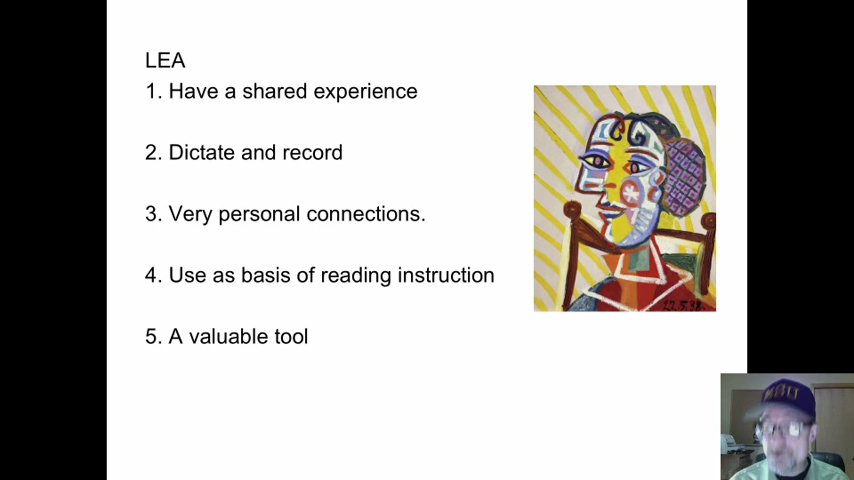 LEA
1. Have a shared experience
2. Dictate and record
3. Very personal connections.
4. Use as basis of reading instruction
5. A valuable tool